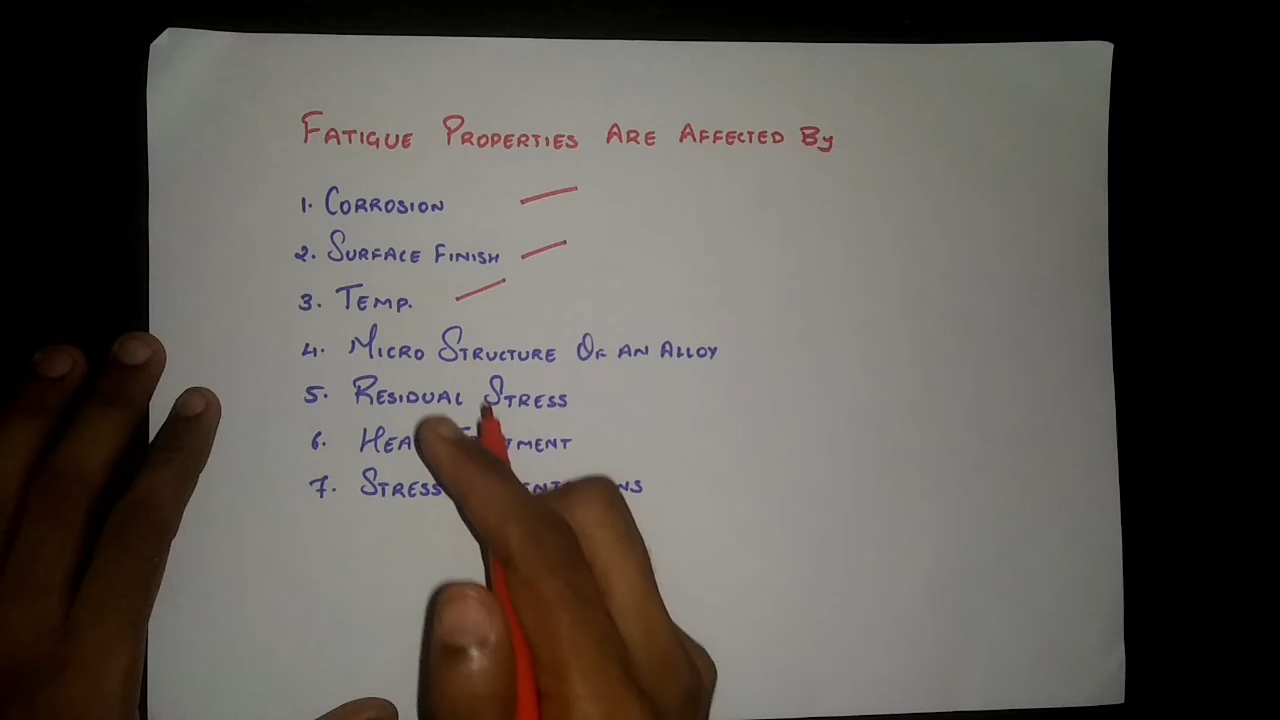 FATIGUE PROPERTIES ARE AFFECTED By
1. CORROSION
2. SURFACE FINISH
3. TEMP.
4. MICRO STRUCTURE OF AN ALLOY
5. RESIDUAL STRESS
6.
7. STRESS